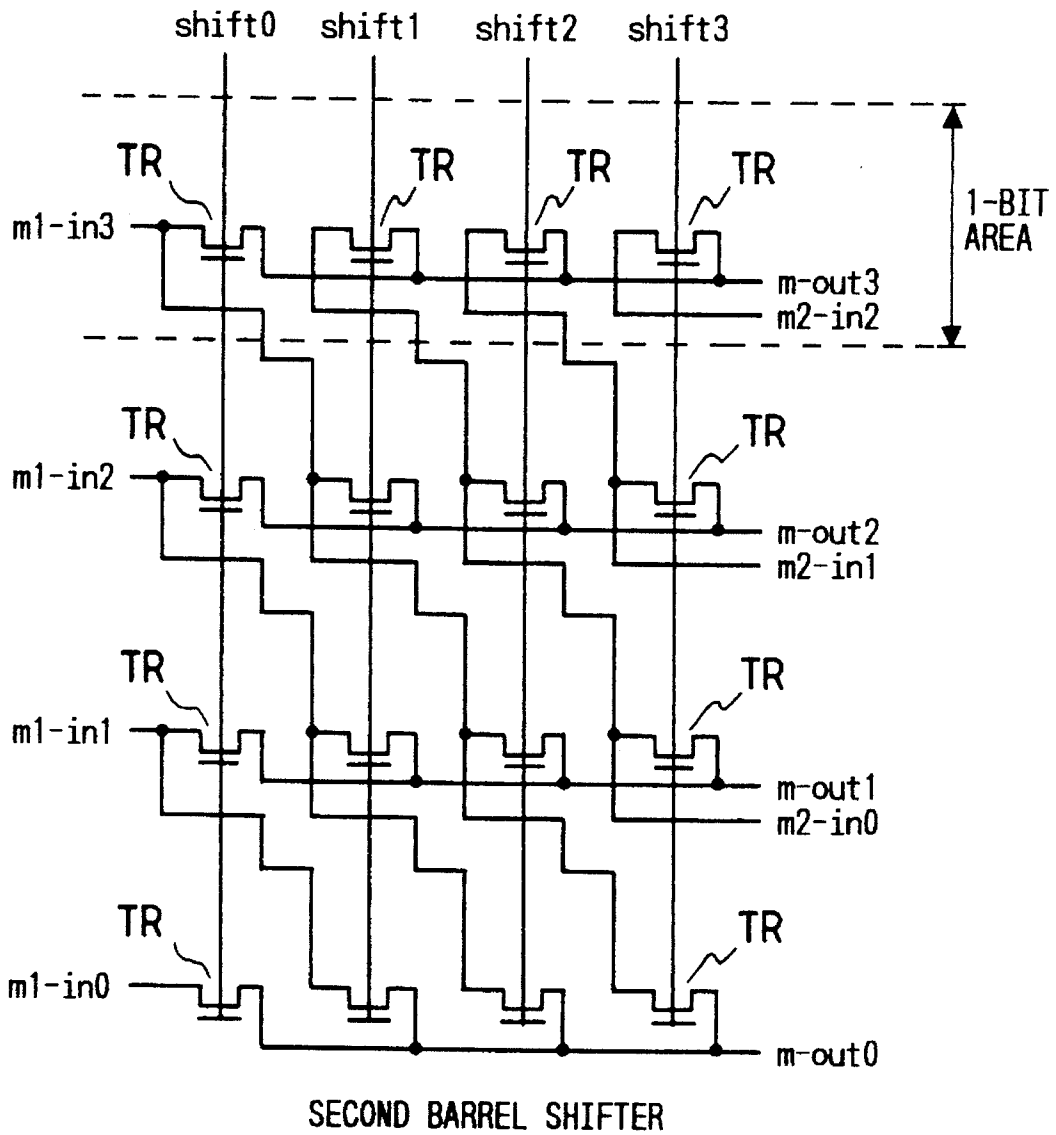 shift0 shift1 shift2 shift3
TR TR TR TR
1-BIT
AREA
m1-in3
m-out3
m2-in2
TR TR
m1-in2
m-out2
m2-in1
TR TR
m1-in1
m-out1
m2-in0
TR TR
m1-in0
m-out0
SECOND BARREL SHIFTER